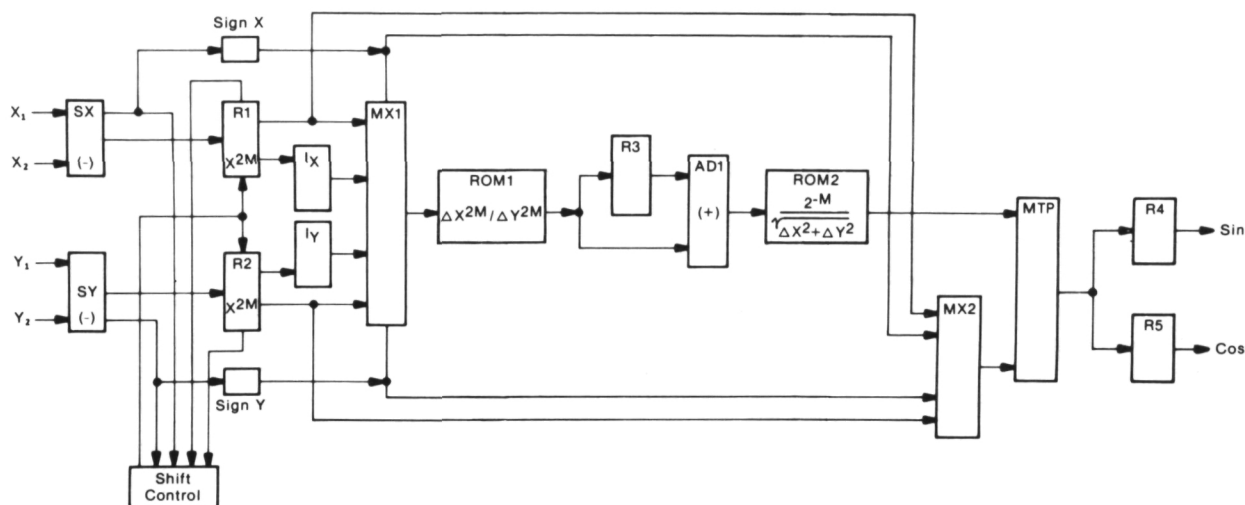 Sign X
X₁
SX
X₂
(-)
R1
X2M
IX
MX1
ROM1
ΔX2M/ΔY2M
R3
AD1
(+)
ROM2
2-M
√ΔX2+ΔY2
MTP
R4
Sin
R5
Cos
IY
R2
X2M
Y₁
SY
Y₂
(-)
MX2
Sign Y
Shift
Control